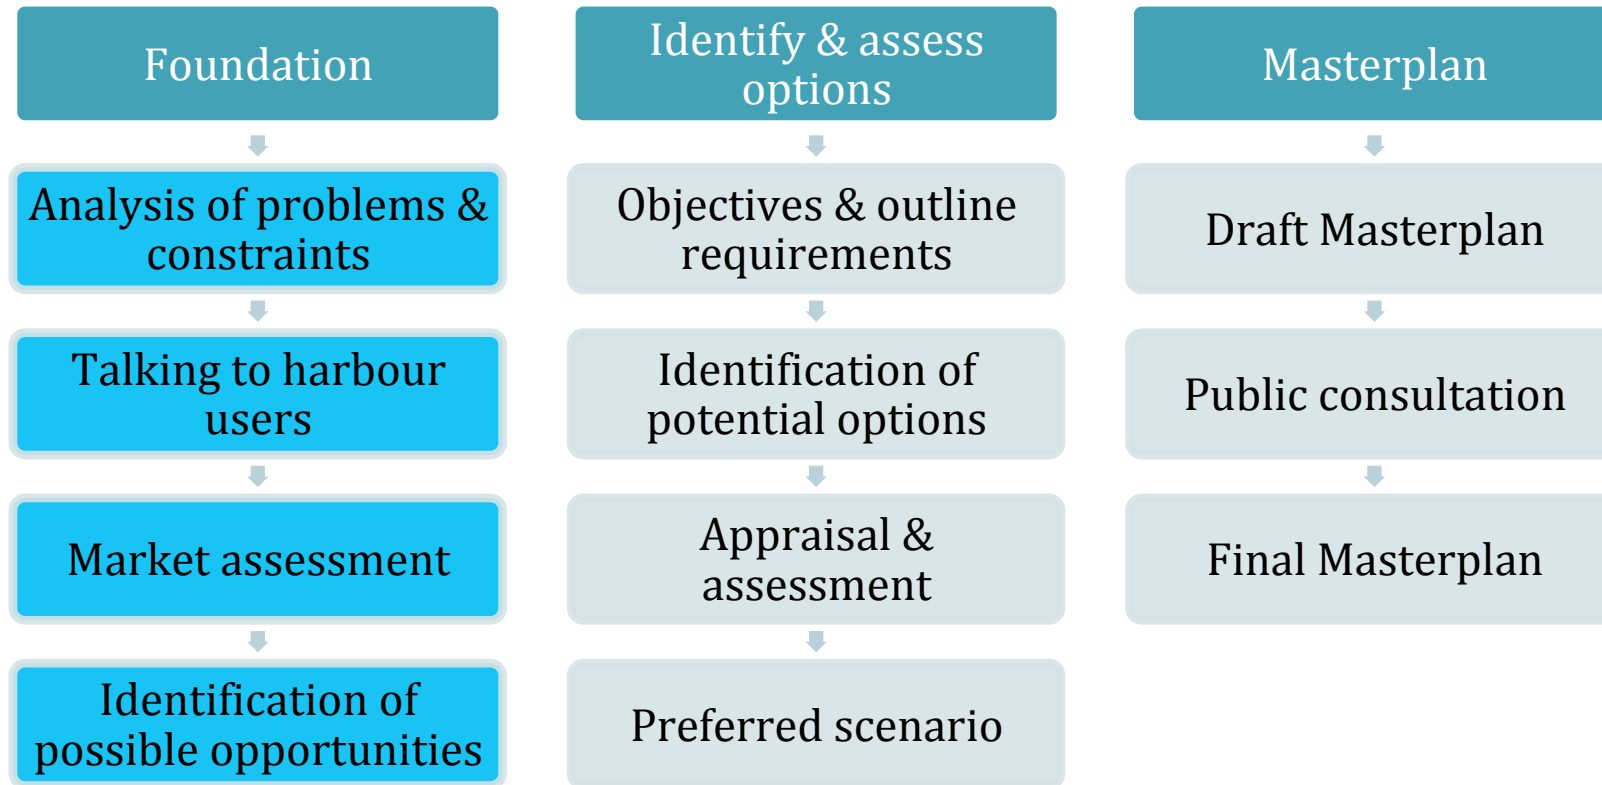 Foundation
Analysis of problems &
constraints
Talking to harbour
users
Market assessment
Identification of
possible opportunities
Identify & assess
options
Objectives & outline
requirements
Identification of
potential options
Appraisal &
assessment
Preferred scenario
Masterplan
Draft Masterplan
Public consultation
Final Masterplan